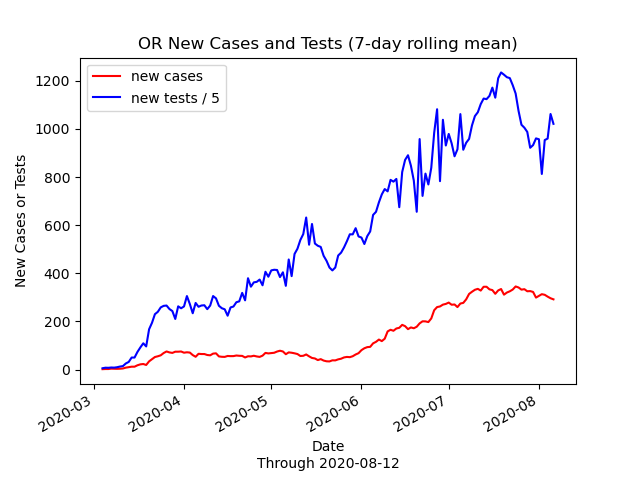 OR New Cases and Tests (7-day rolling mean)
new cases
new tests / 5
New Cases or Tests
1200
1000
800
600
400
200
0
2020-03
2020-04
2020-05
2020-06
2020-07
2020-08
Date
Through 2020-08-12